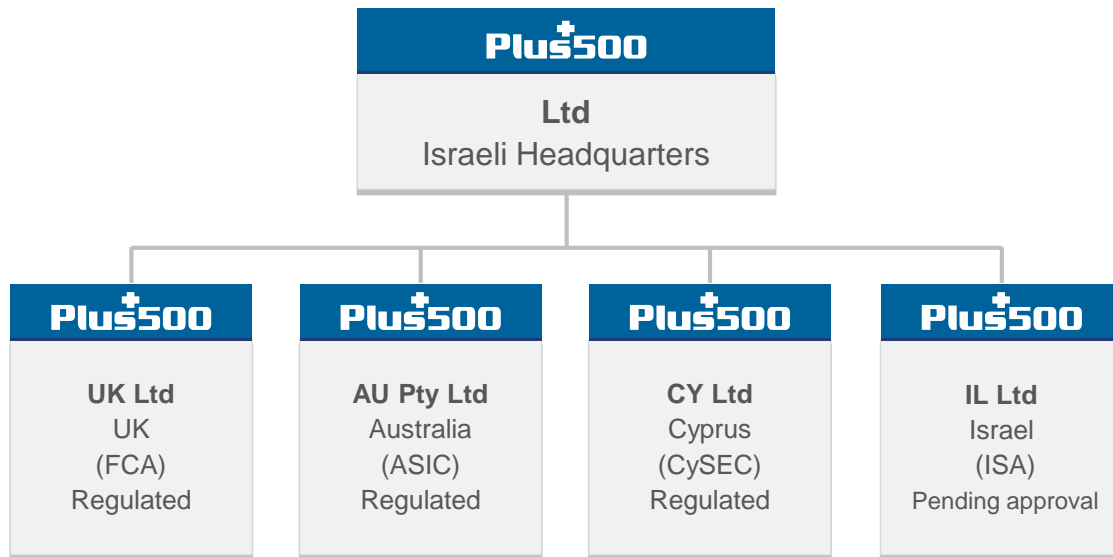 Plus500
Ltd
Israeli Headquarters
Plus500
UK Ltd
UK
(FCA)
Regulated
Plus500
AU Pty Ltd
Australia
(ASIC)
Regulated
Plus500
CY Ltd
Cyprus
(CySEC)
Regulated
Plus500
IL Ltd
Israel
(ISA)
Pending approval